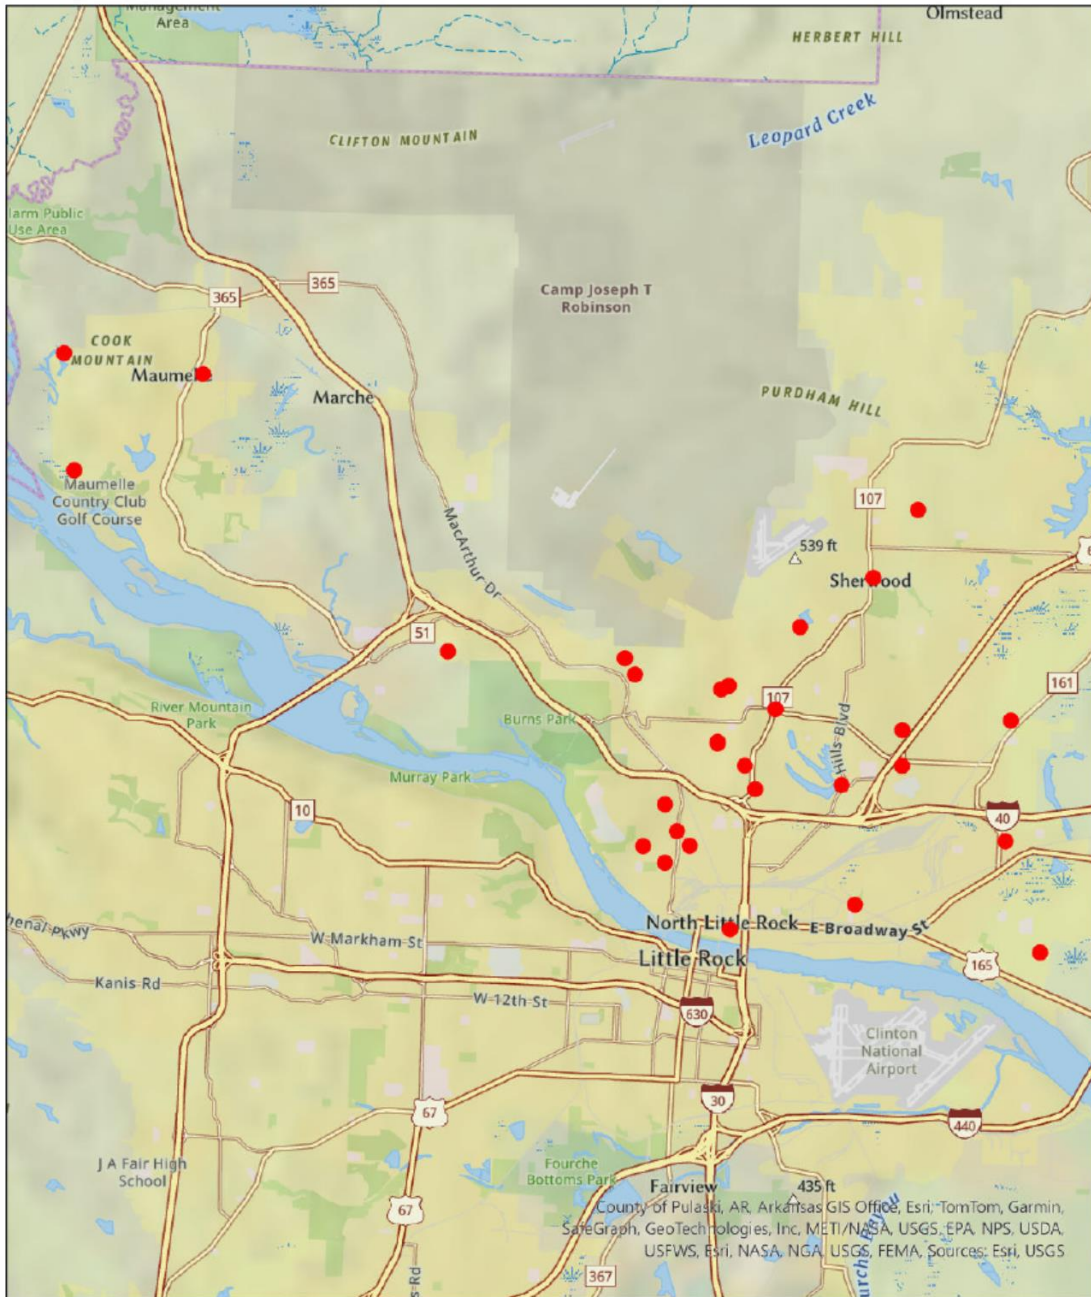 Management
Area
Olmstead
HERBERT HILL
Leopard Creek
CLIFTON MOUNTAIN
larm Public
Use Area
365
365
Camp Joseph T
Robinson
COOK
MOUNTAIN
Maumelle
Marche
PURDHAM HILL
Maumelle
Country Club
Golf Course
107
MacArthur Dr
539 ft
Sherwood
6
51
161
River Mountain
Park
Burns Park
107
Hills Blvd
Murray Park
10
40
henal Pkwy
W Markham St
North Little Rock
E Broadway St
Little Rock
165
Kanis Rd
W 12th St
630
Clinton
National
Airport
30
67
440
J A Fair High
School
Fourche
Bottoms Park
Fairview
435 ft
67
County of Pulaski, AR, Arkansas GIS Office, Esri, TomTom, Garmin,
SafeGraph, GeoTechnologies, Inc, METI/NASA, USGS, EPA, NPS, USDA,
USFWS, Esri, NASA, NGA, USGS, FEMA, Sources: Esri, USGS
s Rd
367